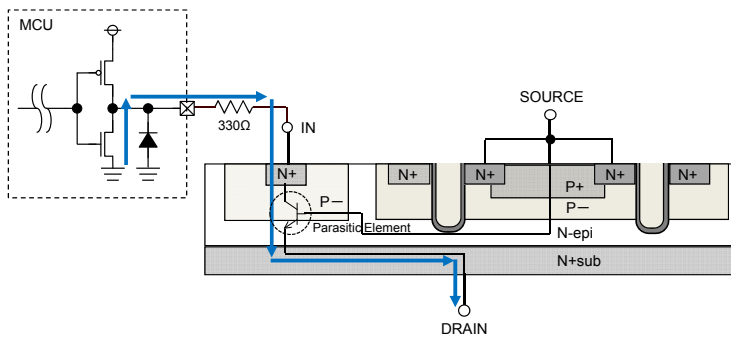 MCU
330Ω
IN
SOURCE
N+
N+
N+
N+
N+
P+
P−
P−
Parasitic Element
N-epi
N+sub
DRAIN